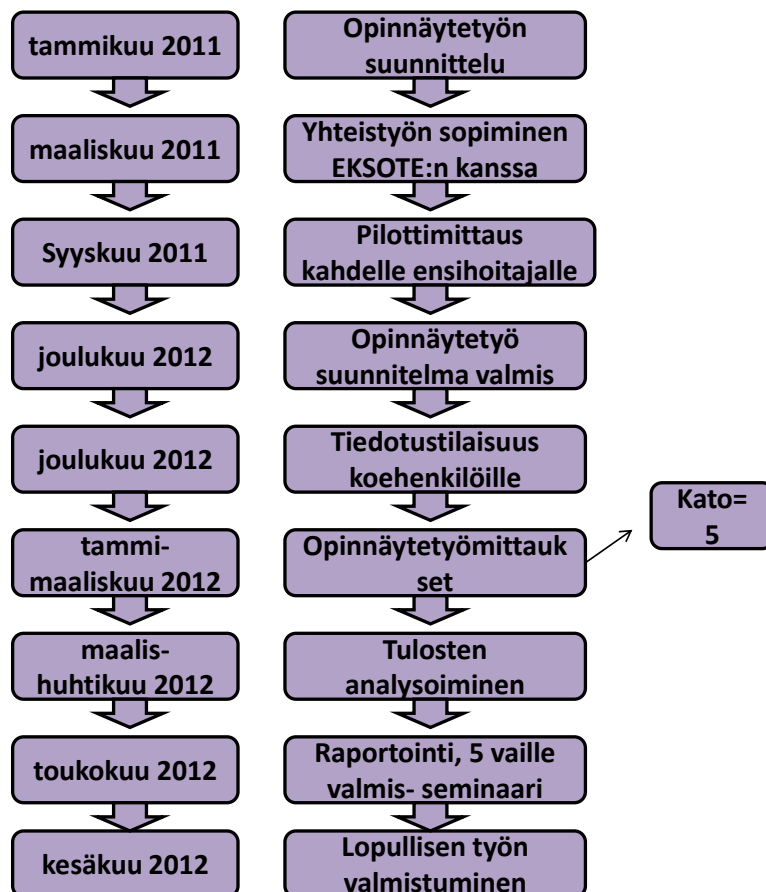 tammikuu 2011
Opinnäytetyön
suunnittelu
maaliskuu 2011
Yhteistyön sopiminen
EKSOTE:n kanssa
Syyskuu 2011
Pilottimittaus
kahdelle ensihoitajalle
joulukuu 2012
Opinnäytetyö
suunnitelma valmis
joulukuu 2012
Tiedotustilaisuus
koehenkilöille
tammi-
maaliskuu 2012
Opinnäytetyömittauk
set
Kato=
5
maalis-
huhtikuu 2012
Tulosten
analysoiminen
toukokuu 2012
Raportointi, 5 vaille
valmis- seminaari
kesäkuu 2012
Lopullisen työn
valmistuminen